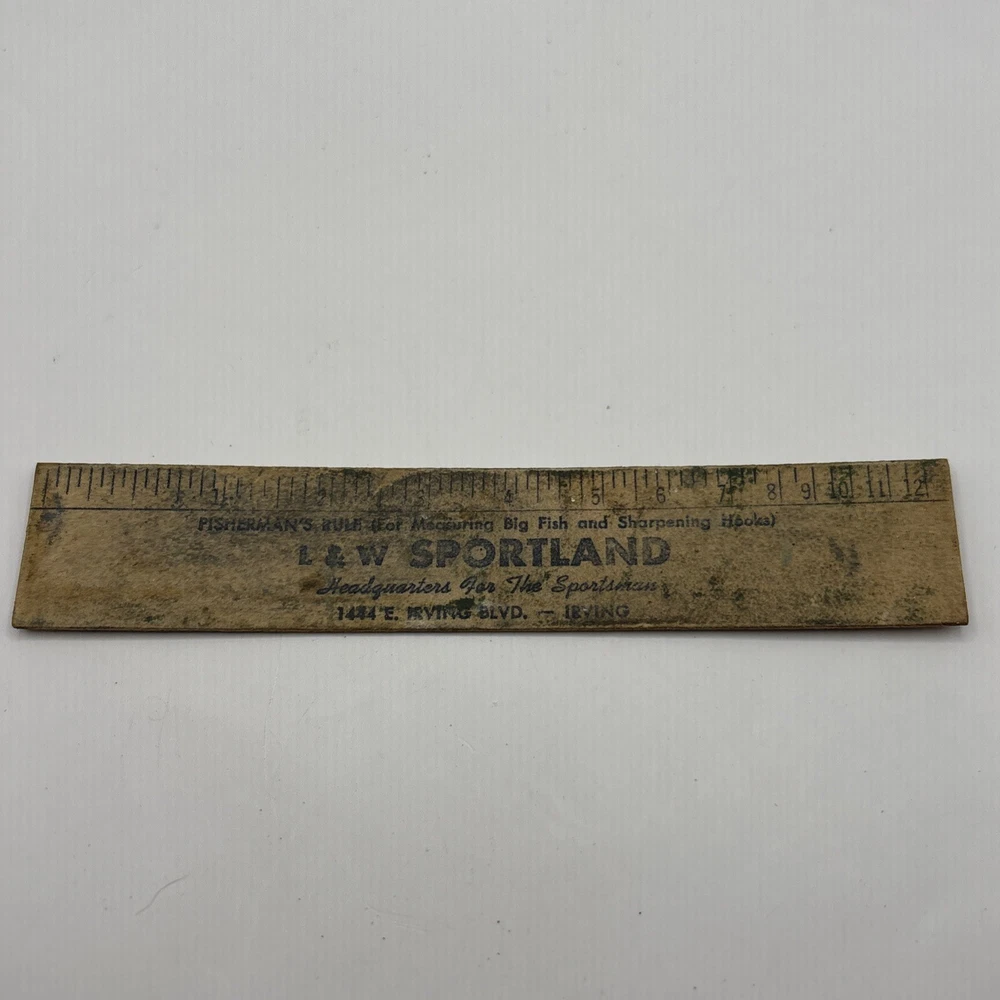 1 2 3 4 5 6 7 8 9 10 11 12
FISHERMAN'S RULE (For Measuring Big Fish and Sharpening Hooks)
L & W SPORTLAND
Headquarters For The Sportsman
E. IRVING BLVD. — IRVING